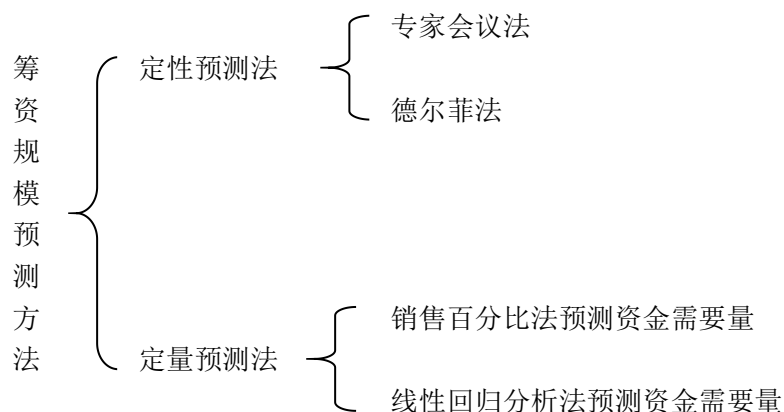 筹资规模预测方法
定性预测法
专家会议法
德尔菲法
定量预测法
销售百分比法预测资金需要量
线性回归分析法预测资金需要量